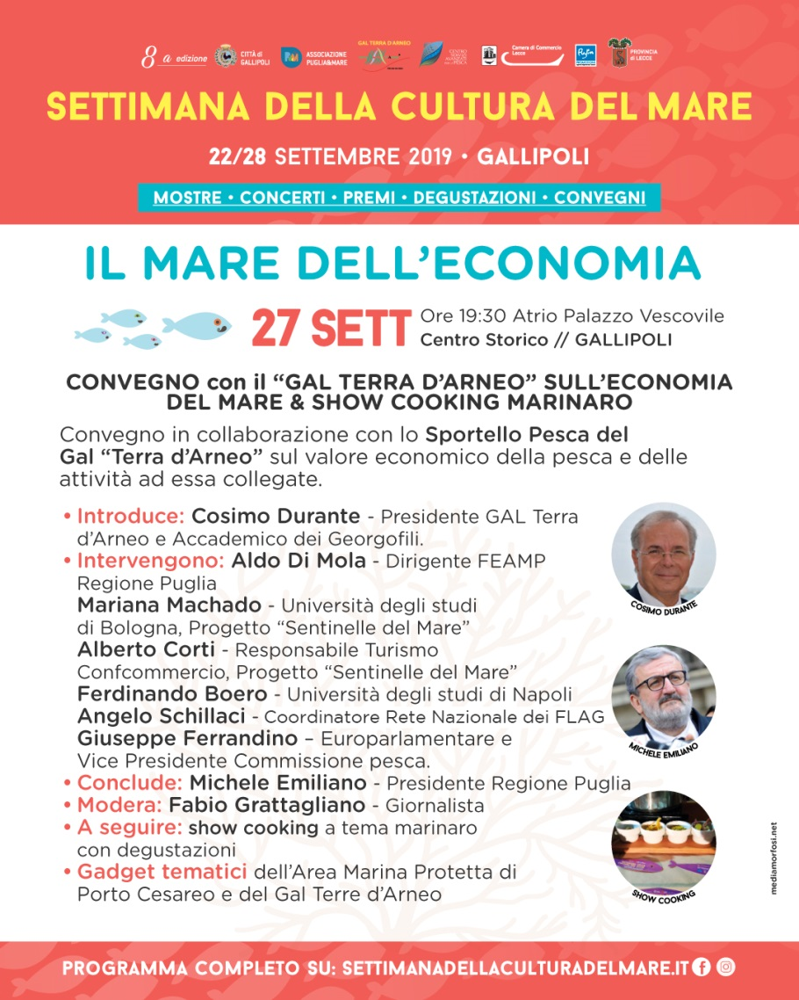 8a edizione
CITTÀ DI GALLIPOLI
ASSOCIAZIONE PUGLIA&MARE
GAL TERRA D'ARNEO
Camera di Commercio Lecce
PROVINCIA di LECCE
SETTIMANA DELLA CULTURA DEL MARE
22/28 SETTEMBRE 2019 • GALLIPOLI
MOSTRE • CONCERTI • PREMI • DEGUSTAZIONI • CONVEGNI
IL MARE DELL'ECONOMIA
27 SETT
Ore 19:30 Atrio Palazzo Vescovile
Centro Storico // GALLIPOLI
CONVEGNO con il “GAL TERRA D'ARNEO” SULL'ECONOMIA
DEL MARE & SHOW COOKING MARINARO
Convegno in collaborazione con lo Sportello Pesca del
Gal “Terra d'Arneo” sul valore economico della pesca e delle
attività ad essa collegate.
• Introduce: Cosimo Durante - Presidente GAL Terra
d'Arneo e Accademico dei Georgofili.
• Intervengono: Aldo Di Mola - Dirigente FEAMP
Regione Puglia
Mariana Machado - Università degli studi
di Bologna, Progetto “Sentinelle del Mare”
Alberto Corti - Responsabile Turismo
Confcommercio, Progetto “Sentinelle del Mare”
Ferdinando Boero - Università degli studi di Napoli
Angelo Schillaci - Coordinatore Rete Nazionale dei FLAG
Giuseppe Ferrandino – Europarlamentare e
Vice Presidente Commissione pesca.
• Conclude: Michele Emiliano - Presidente Regione Puglia
• Modera: Fabio Grattagliano - Giornalista
• A seguire: show cooking a tema marinaro
con degustazioni
• Gadget tematici dell'Area Marina Protetta di
Porto Cesareo e del Gal Terre d'Arneo
COSIMO DURANTE
MICHELE EMILIANO
SHOW COOKING
mediamorfosi.net
PROGRAMMA COMPLETO SU: SETTIMANADELLACULTURADELMARE.IT